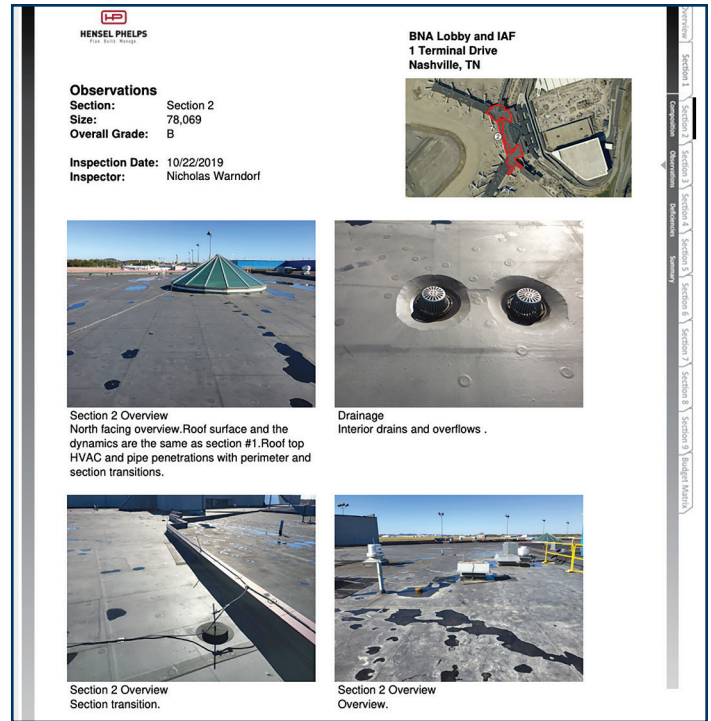 HP
HENSEL PHELPS
Plan. Build. Manage.
BNA Lobby and IAF
1 Terminal Drive
Nashville, TN
Observations
Section: Section 2
Size: 78,069
Overall Grade: B
Inspection Date: 10/22/2019
Inspector: Nicholas Warndorf
2
Section 2 Overview
North facing overview.Roof surface and the
dynamics are the same as section #1.Roof top
HVAC and pipe penetrations with perimeter and
section transitions.
Drainage
Interior drains and overflows .
Section 2 Overview
Section transition.
Section 2 Overview
Overview.
Overview
Section 1
Section 2
Section 3
Section 4
Section 5
Section 6
Section 7
Section 8
Section 9
Budget Matrix
Composition
Observations
Deficiencies
Summary